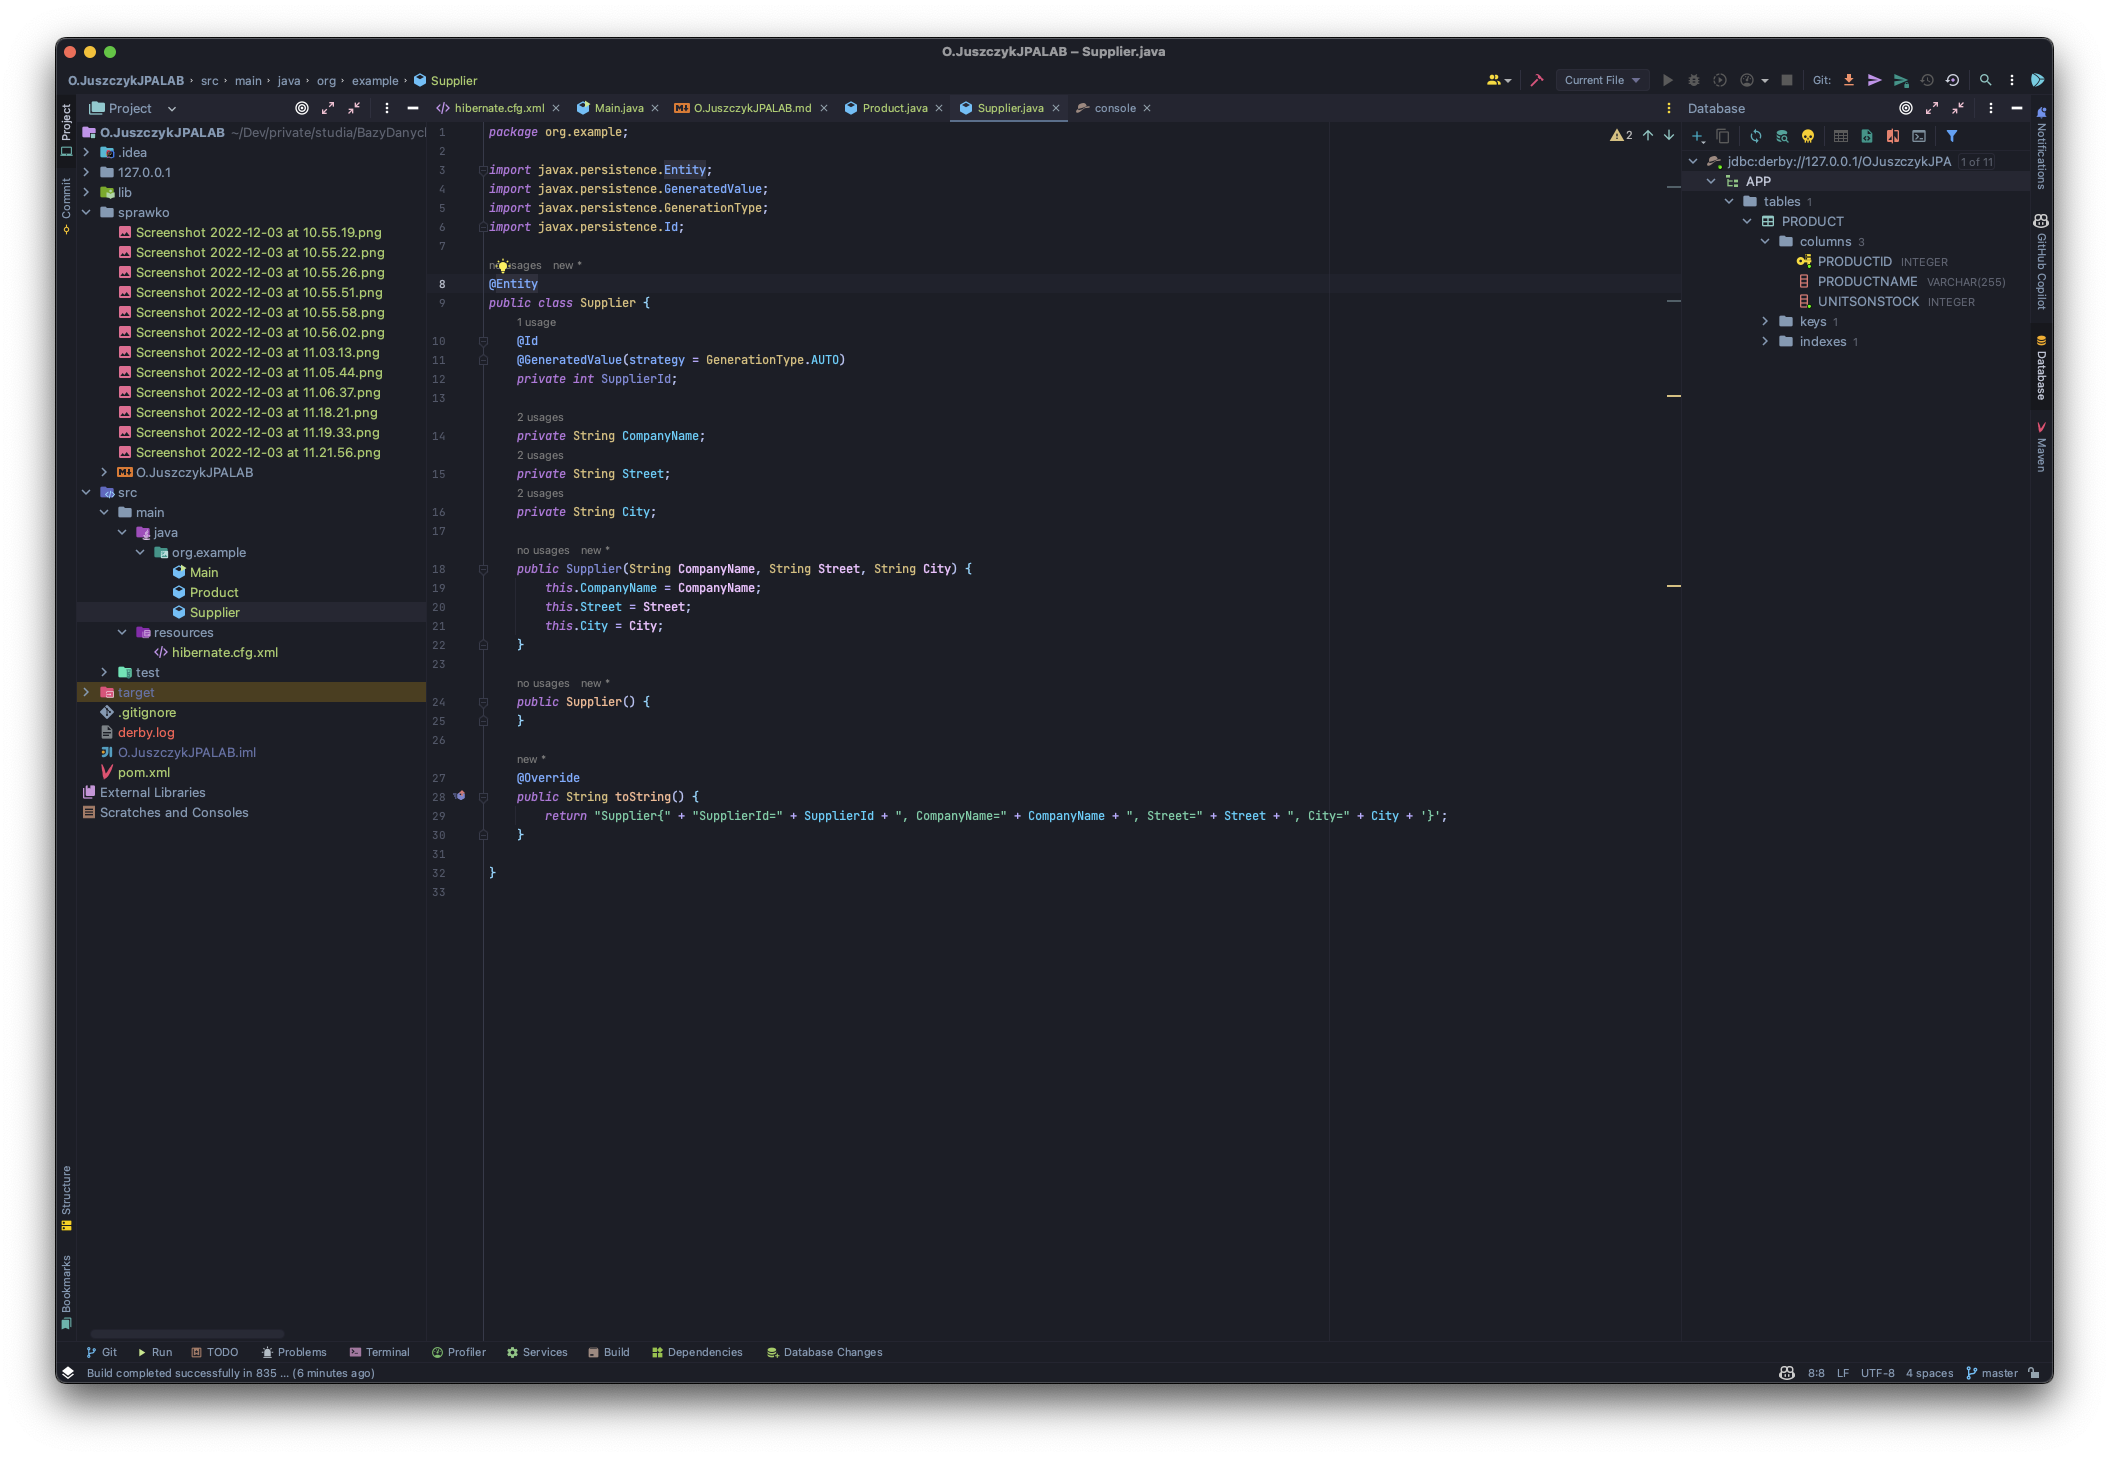 O.JuszczykJPALAB – Supplier.java
O.JuszczykJPALAB › src › main › java › org › example › Supplier
Current File
Git:
Project
hibernate.cfg.xml
Main.java
O.JuszczykJPALAB.md
Product.java
Supplier.java
console
Database
Project
Commit
Structure
Bookmarks
O.JuszczykJPALAB ~/Dev/private/studia/BazyDanycl
.idea
127.0.0.1
lib
sprawko
Screenshot 2022-12-03 at 10.55.19.png
Screenshot 2022-12-03 at 10.55.22.png
Screenshot 2022-12-03 at 10.55.26.png
Screenshot 2022-12-03 at 10.55.51.png
Screenshot 2022-12-03 at 10.55.58.png
Screenshot 2022-12-03 at 10.56.02.png
Screenshot 2022-12-03 at 11.03.13.png
Screenshot 2022-12-03 at 11.05.44.png
Screenshot 2022-12-03 at 11.06.37.png
Screenshot 2022-12-03 at 11.18.21.png
Screenshot 2022-12-03 at 11.19.33.png
Screenshot 2022-12-03 at 11.21.56.png
O.JuszczykJPALAB
src
main
java
org.example
Main
Product
Supplier
resources
hibernate.cfg.xml
test
target
.gitignore
derby.log
O.JuszczykJPALAB.iml
pom.xml
External Libraries
Scratches and Consoles
2
1 package org.example;
2
3 import javax.persistence.Entity;
4 import javax.persistence.GeneratedValue;
5 import javax.persistence.GenerationType;
6 import javax.persistence.Id;
7
no usages new *
8 @Entity
9 public class Supplier {
1 usage
10 @Id
11 @GeneratedValue(strategy = GenerationType.AUTO)
12 private int SupplierId;
13
2 usages
14 private String CompanyName;
2 usages
15 private String Street;
2 usages
16 private String City;
17
no usages new *
18 public Supplier(String CompanyName, String Street, String City) {
19 this.CompanyName = CompanyName;
20 this.Street = Street;
21 this.City = City;
22 }
23
no usages new *
24 public Supplier() {
25 }
26
new *
27 @Override
28 public String toString() {
29 return "Supplier{" + "SupplierId=" + SupplierId + ", CompanyName=" + CompanyName + ", Street=" + Street + ", City=" + City + '}';
30 }
31
32 }
33
jdbc:derby://127.0.0.1/OJuszczykJPA 1 of 11
APP
tables 1
PRODUCT
columns 3
PRODUCTID INTEGER
PRODUCTNAME VARCHAR(255)
UNITSONSTOCK INTEGER
keys 1
indexes 1
Notifications
GitHub Copilot
Database
Maven
Git
Run
TODO
Problems
Terminal
Profiler
Services
Build
Dependencies
Database Changes
Build completed successfully in 835 ... (6 minutes ago)
8:8 LF UTF-8 4 spaces master